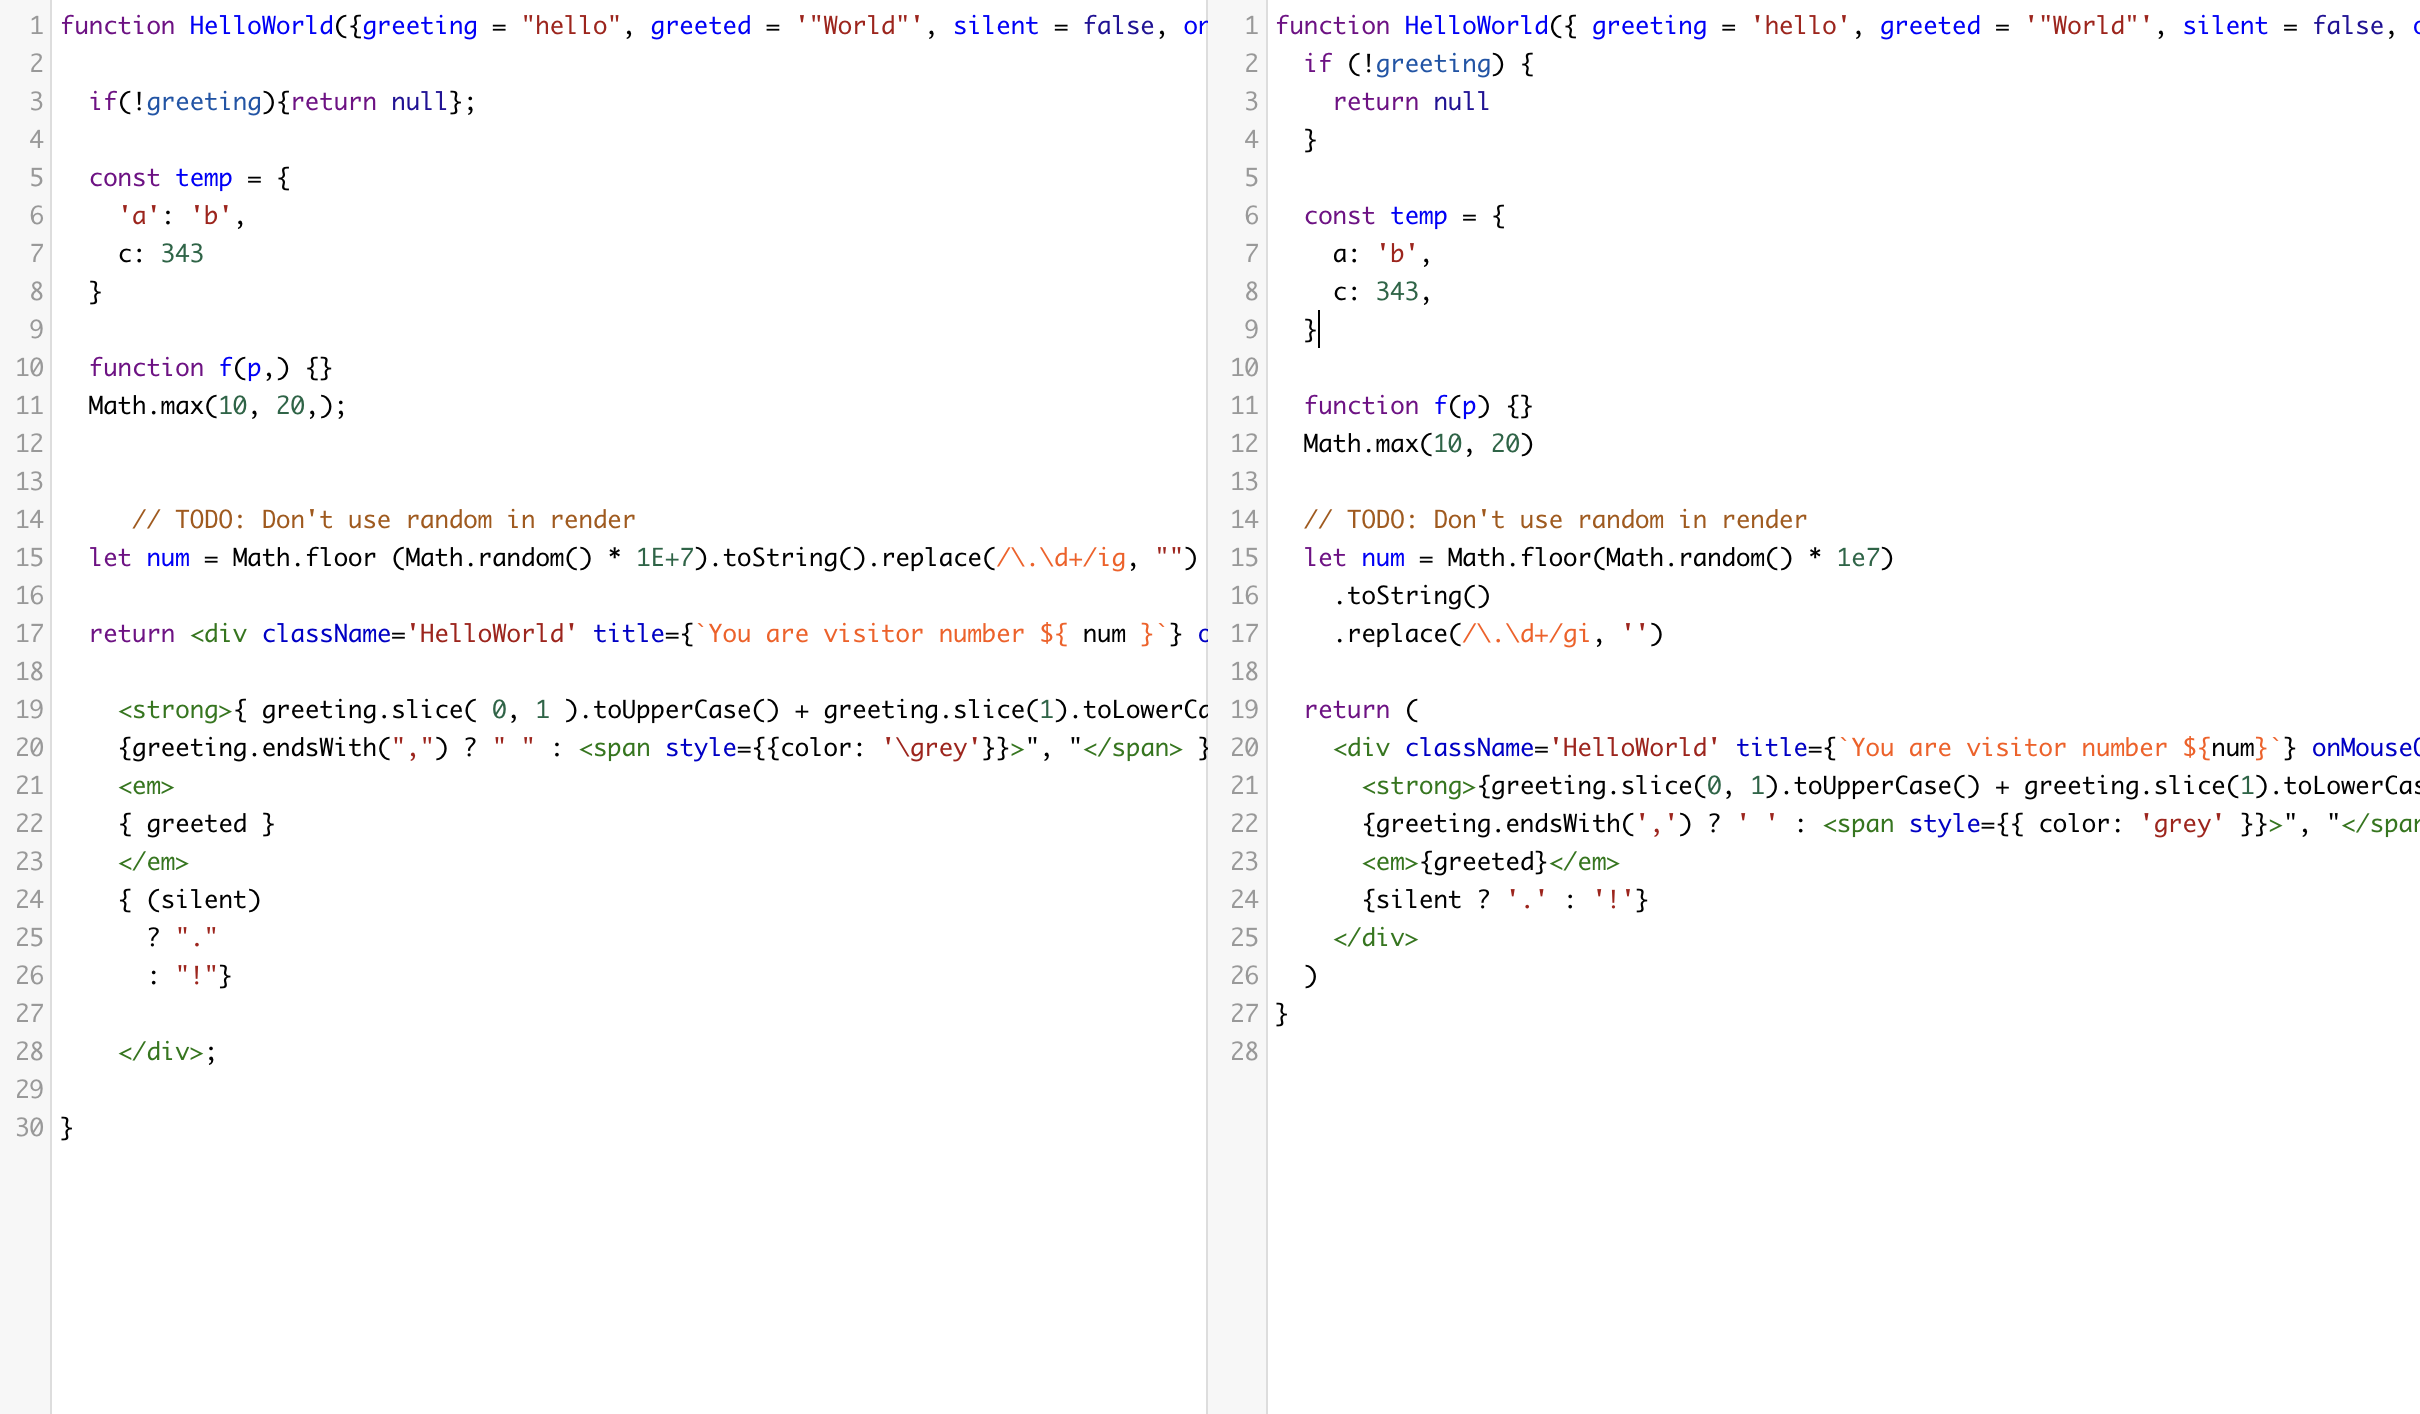 1 function HelloWorld({greeting = "hello", greeted = '"World"', silent = false, on
2
3 if(!greeting){return null};
4
5 const temp = {
6 'a': 'b',
7 c: 343
8 }
9
10 function f(p,) {}
11 Math.max(10, 20,);
12
13
14 // TODO: Don't use random in render
15 let num = Math.floor (Math.random() * 1E+7).toString().replace(/\.\d+/ig, "")
16
17 return <div className='HelloWorld' title={`You are visitor number ${ num }`} o
18
19 <strong>{ greeting.slice( 0, 1 ).toUpperCase() + greeting.slice(1).toLowerCa
20 {greeting.endsWith(",") ? " " : <span style={{color: '\grey'}}>", "</span> }
21 <em>
22 { greeted }
23 </em>
24 { (silent)
25 ? "."
26 : "!"}
27
28 </div>;
29
30 }
1 function HelloWorld({ greeting = 'hello', greeted = '"World"', silent = false, o
2 if (!greeting) {
3 return null
4 }
5
6 const temp = {
7 a: 'b',
8 c: 343,
9 }
10
11 function f(p) {}
12 Math.max(10, 20)
13
14 // TODO: Don't use random in render
15 let num = Math.floor(Math.random() * 1e7)
16 .toString()
17 .replace(/\.\d+/gi, '')
18
19 return (
20 <div className='HelloWorld' title={`You are visitor number ${num}`} onMouseO
21 <strong>{greeting.slice(0, 1).toUpperCase() + greeting.slice(1).toLowerCas
22 {greeting.endsWith(',') ? ' ' : <span style={{ color: 'grey' }}>", "</span
23 <em>{greeted}</em>
24 {silent ? '.' : '!'}
25 </div>
26 )
27 }
28